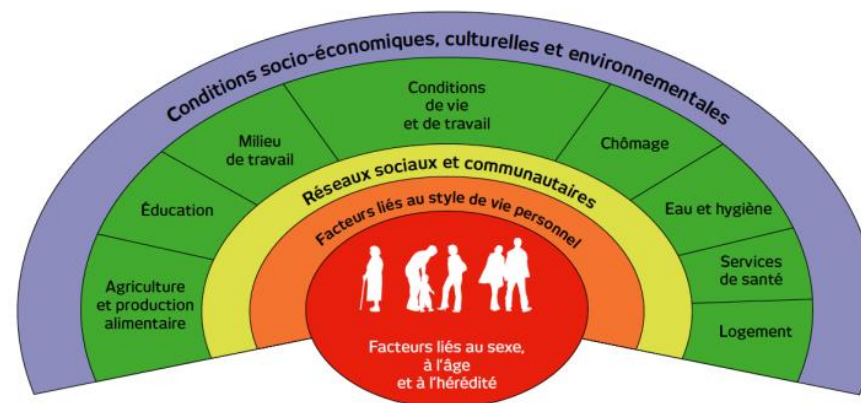 Conditions socio-économiques, culturelles et environnementales
Conditions
de vie
et de travail
Milieu
de travail
Chômage
Réseaux sociaux et communautaires
Éducation
Facteurs liés au style de vie personnel
Eau et hygiène
Services
de santé
Agriculture
et production
alimentaire
Logement
Facteurs liés au sexe,
à l'âge
et à l'hérédité